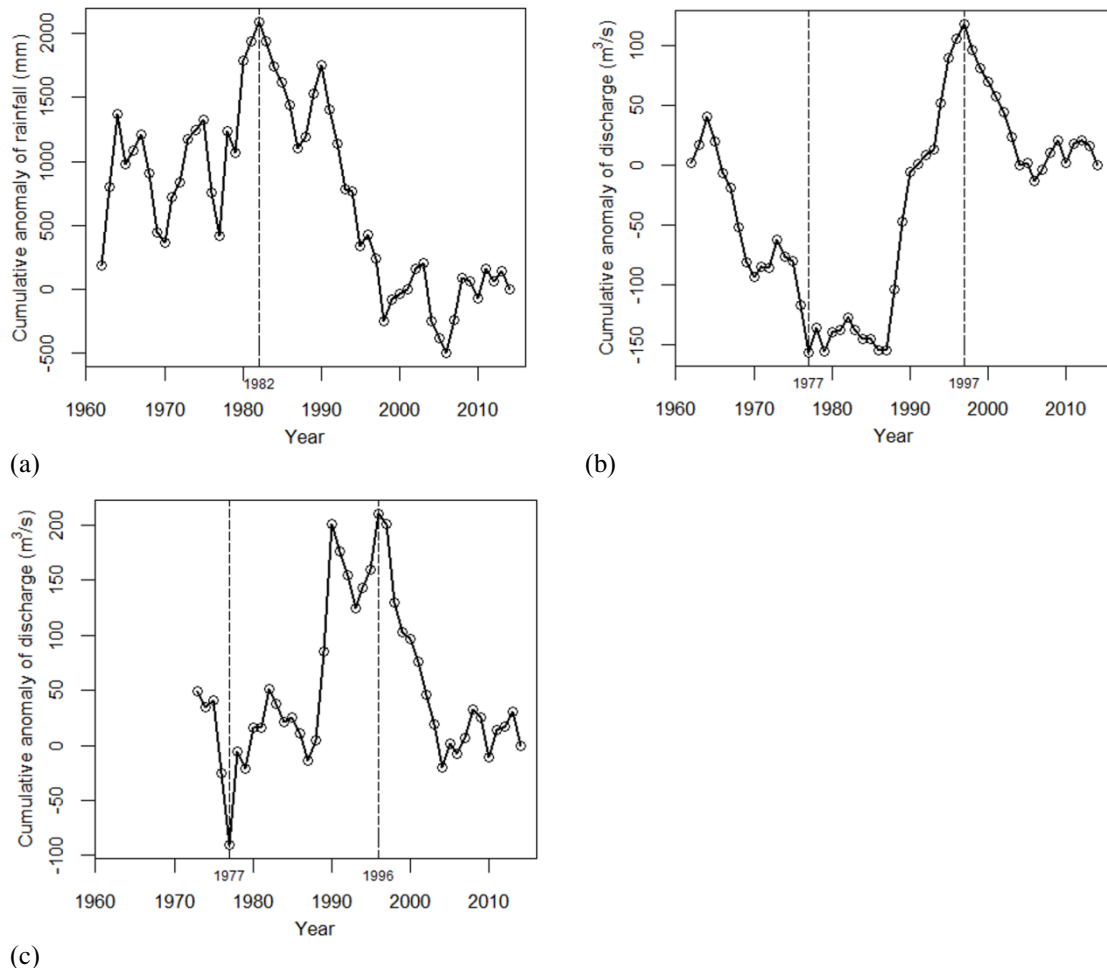 Cumulative anomaly of rainfall (mm)
2000
1500
1000
500
0
-500
1982
1960 1970 1980 1990 2000 2010
Year
(a)
Cumulative anomaly of discharge (m³/s)
100
50
0
-50
-100
-150
1977 1997
1960 1970 1980 1990 2000 2010
Year
(b)
Cumulative anomaly of discharge (m³/s)
200
150
100
50
0
-50
-100
1977 1996
1960 1970 1980 1990 2000 2010
Year
(c)